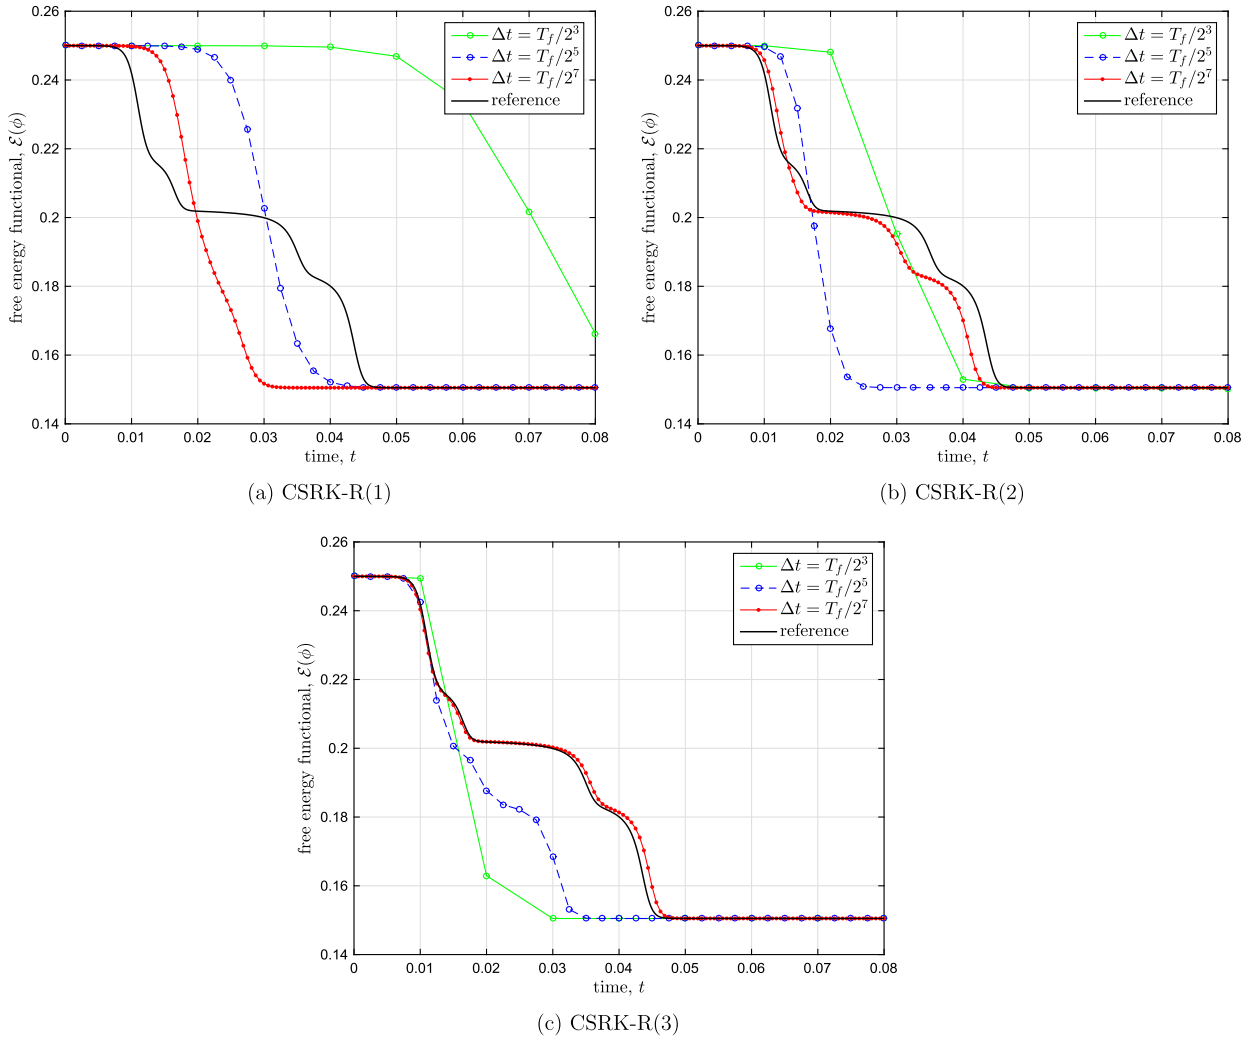 0.26
0.24
0.22
0.2
0.18
0.16
0.14
free energy functional, ℰ(ϕ)
0 0.01 0.02 0.03 0.04 0.05 0.06 0.07 0.08
time, t
Δt = T_f/2^3
Δt = T_f/2^5
Δt = T_f/2^7
reference
(a) CSRK-R(1)
0.26
0.24
0.22
0.2
0.18
0.16
0.14
free energy functional, ℰ(ϕ)
0 0.01 0.02 0.03 0.04 0.05 0.06 0.07 0.08
time, t
Δt = T_f/2^3
Δt = T_f/2^5
Δt = T_f/2^7
reference
(b) CSRK-R(2)
0.26
0.24
0.22
0.2
0.18
0.16
0.14
free energy functional, ℰ(ϕ)
0 0.01 0.02 0.03 0.04 0.05 0.06 0.07 0.08
time, t
Δt = T_f/2^3
Δt = T_f/2^5
Δt = T_f/2^7
reference
(c) CSRK-R(3)